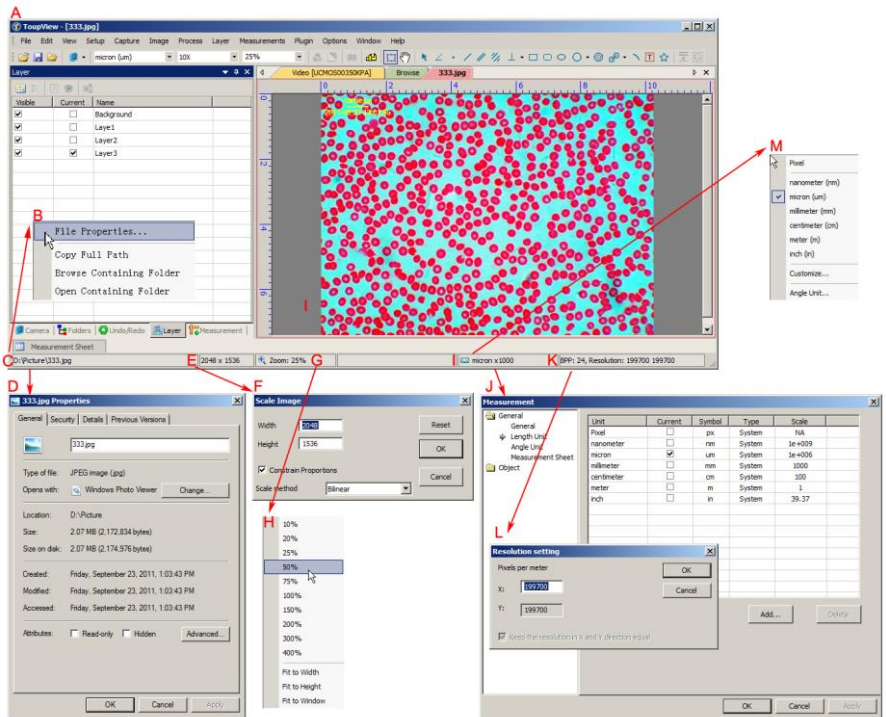 A
ToupView - [333.jpg]
File Edit View Setup Capture Image Process Layer Measurements Plugin Options Window Help
micron (um) 10X 25%
Layer
Video [UCMOS00350KPA] Browse 333.jpg
Visible Current Name
Background
Laye1
Layer2
Layer3
0 2 4 6 8 10
0
2
4
6
I
B
File Properties...
Copy Full Path
Browse Containing Folder
Open Containing Folder
M
Pixel
nanometer (nm)
micron (um)
millimeter (mm)
centimeter (cm)
meter (m)
inch (in)
Customize...
Angle Unit...
Camera Folders Undo/Redo Layer Measurement
Measurement Sheet
C E G I K
D:\Picture\333.jpg 2048 x 1536 Zoom: 25% micron x1000 BPP: 24, Resolution: 199700 199700
D
333.jpg Properties
General Security Details Previous Versions
333.jpg
Type of file: JPEG image (.jpg)
Opens with: Windows Photo Viewer Change...
Location: D:\Picture
Size: 2.07 MB (2,172,834 bytes)
Size on disk: 2.07 MB (2,174,976 bytes)
Created: Friday, September 23, 2011, 1:03:43 PM
Modified: Friday, September 23, 2011, 1:03:43 PM
Accessed: Friday, September 23, 2011, 1:03:43 PM
Attributes: Read-only Hidden Advanced...
OK Cancel Apply
F
Scale Image
Width 2048 Reset
Height 1536 OK
Constrain Proportions Cancel
Scale method Bilinear
H
10%
20%
25%
50%
75%
100%
150%
200%
300%
400%
Fit to Width
Fit to Height
Fit to Window
J
Measurement
General
General
Length Unit
Angle Unit
Measurement Sheet
Object
Unit Current Symbol Type Scale
Pixel px System NA
nanometer nm System 1e+009
micron um System 1e+006
millimeter mm System 1000
centimeter cm System 100
meter m System 1
inch in System 39.37
Add... Delete
OK Cancel Apply
L
Resolution setting
Pixels per meter OK
X: 199700 Cancel
Y: 199700
Keep the resolution in X and Y direction equal